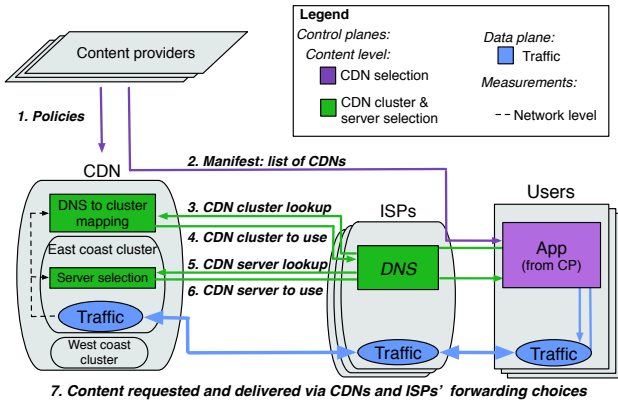 Content providers
Legend
Control planes:
Content level:
CDN selection
CDN cluster &
server selection
Data plane:
Traffic
Measurements:
Network level
1. Policies
2. Manifest: list of CDNs
CDN
DNS to cluster
mapping
East coast cluster
Server selection
Traffic
West coast
cluster
3. CDN cluster lookup
4. CDN cluster to use
5. CDN server lookup
6. CDN server to use
ISPs
DNS
Traffic
Users
App
(from CP)
Traffic
7. Content requested and delivered via CDNs and ISPs' forwarding choices